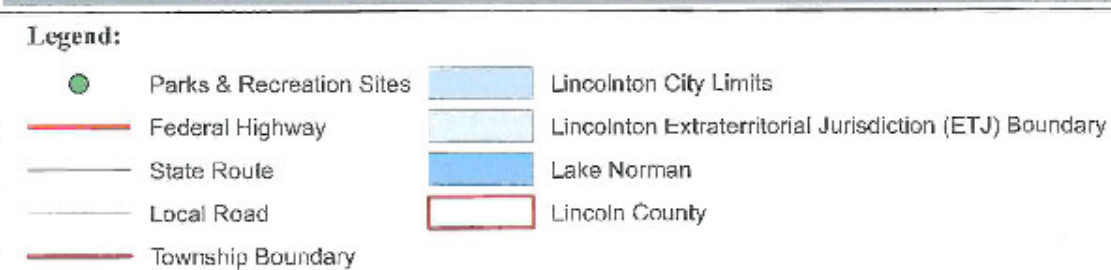 Legend:
Parks & Recreation Sites
Federal Highway
State Route
Local Road
Township Boundary
Lincolnton City Limits
Lincolnton Extraterritorial Jurisdiction (ETJ) Boundary
Lake Norman
Lincoln County